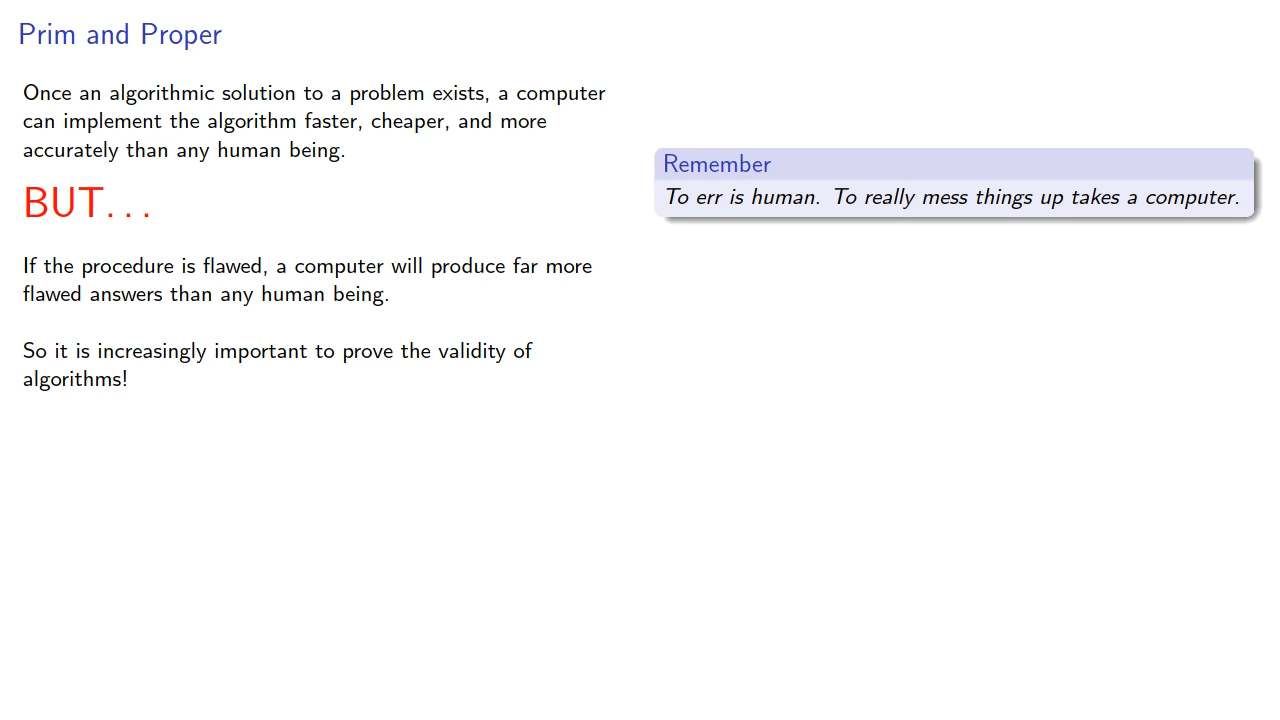 Prim and Proper
Once an algorithmic solution to a problem exists, a computer
can implement the algorithm faster, cheaper, and more
accurately than any human being.
BUT...
If the procedure is flawed, a computer will produce far more
flawed answers than any human being.
So it is increasingly important to prove the validity of
algorithms!
Remember
To err is human. To really mess things up takes a computer.